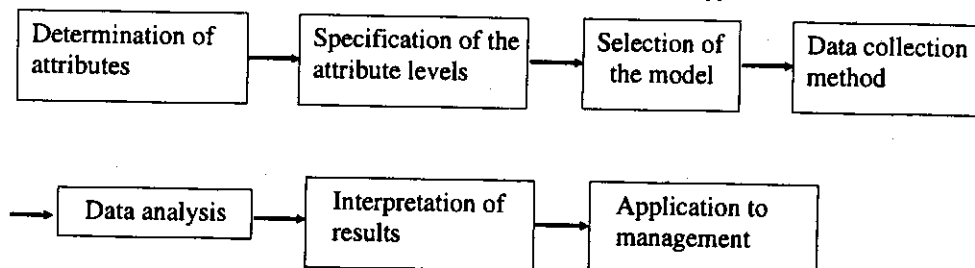 Determination of
attributes
Specification of the
attribute levels
Selection of
the model
Data collection
method
Data analysis
Interpretation of
results
Application to
management